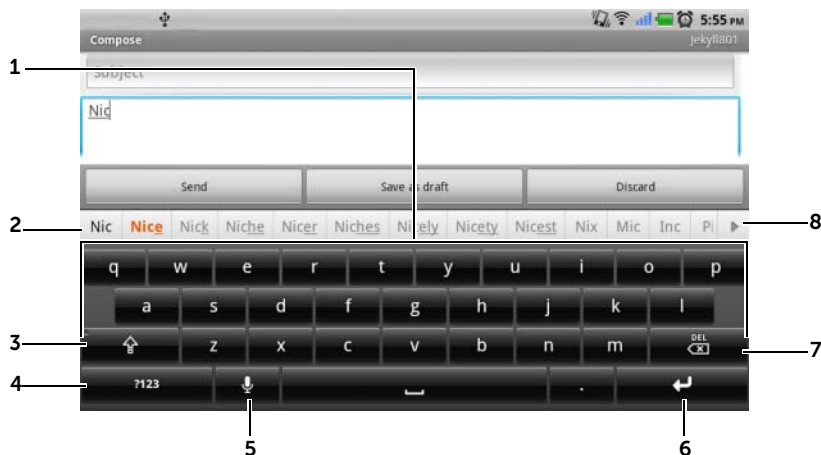 5:55 PM
Compose
Jekyll801
1
Subject
Nic
Send Save as draft Discard
2
Nic Nice Nick Niche Nicer Niches Nicely Nicety Nicest Nix Mic Inc Pi
8
q w e r t y u i o p
a s d f g h j k l
3
z x c v b n m DEL
7
4
?123 .
5
6